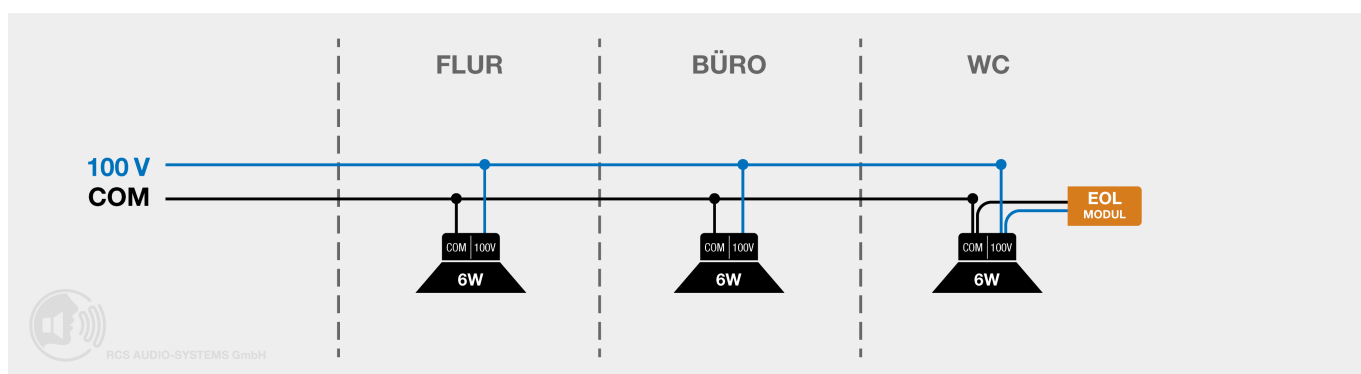 FLUR BÜRO WC
100 V
COM
EOL
MODUL
COM 100V COM 100V COM 100V
6W 6W 6W
RCS AUDIO-SYSTEMS GmbH